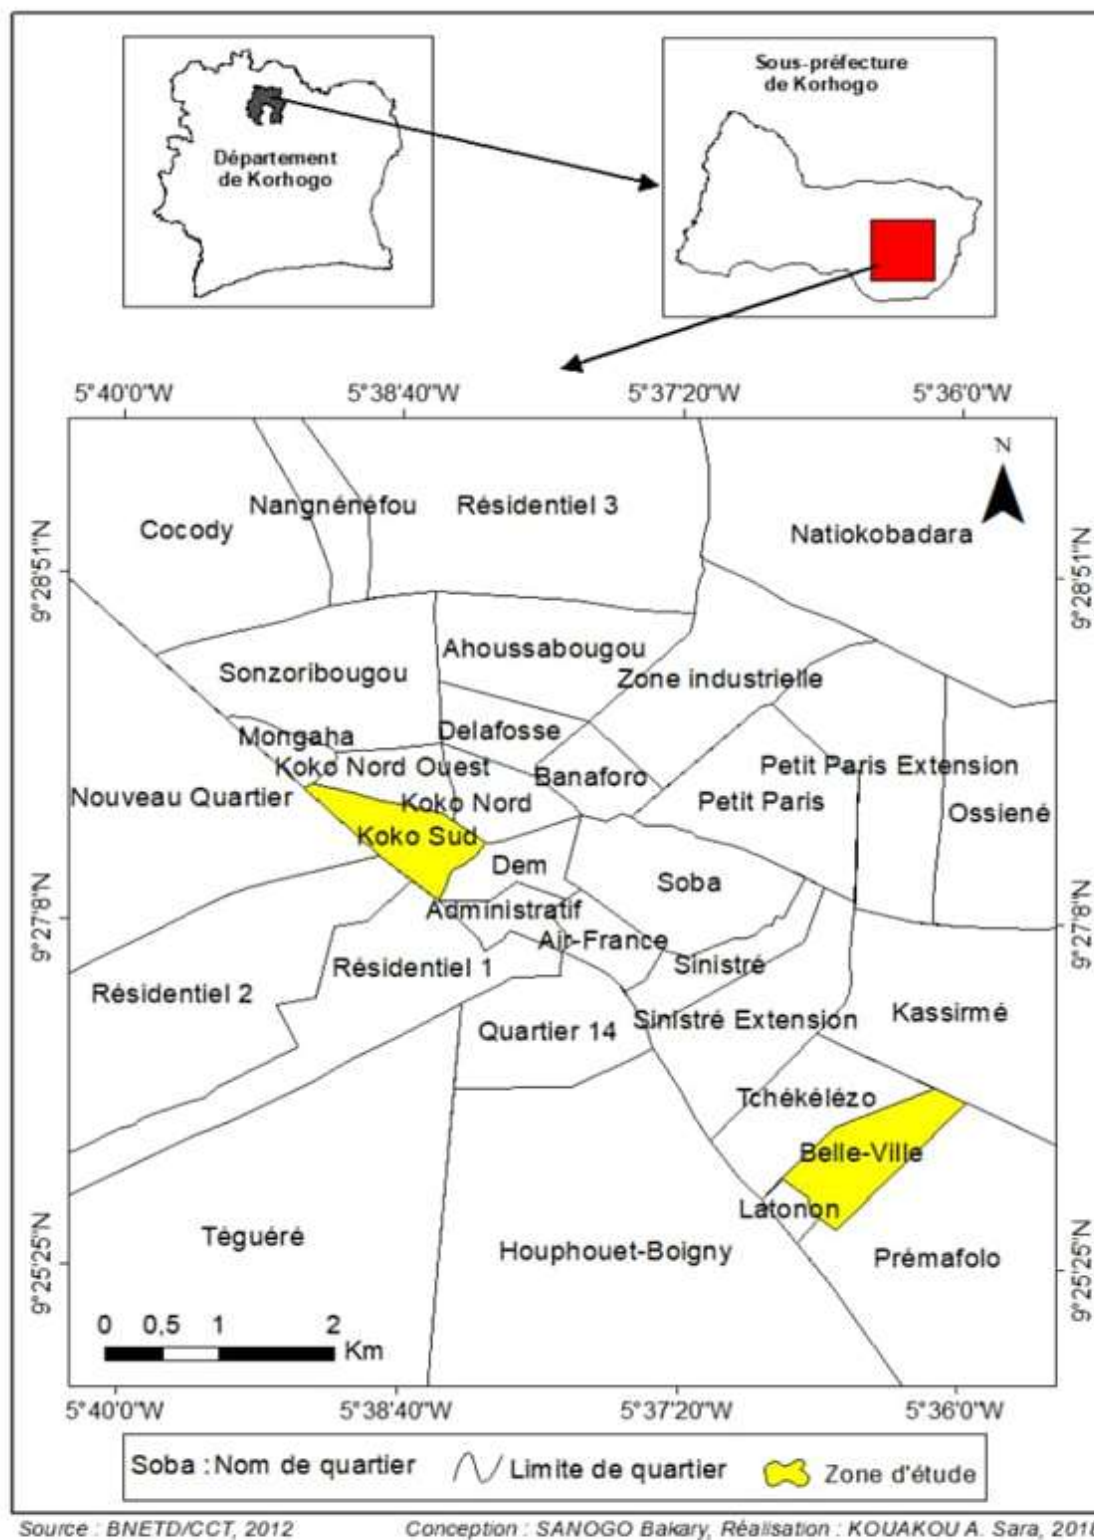 Département
de Korhogo
Sous-préfecture
de Korhogo
5°40'0"W 5°38'40"W 5°37'20"W 5°36'0"W
N
Nangnénéfou
Résidentiel 3
Cocody
Natiokobadara
9°28'51"N
9°28'51"N
Ahoussabougou
Sonzoribougou
Zone industrielle
Delafosse
Mongaha
Koko Nord Ouest
Banaforo
Petit Paris Extension
Nouveau Quartier
Koko Nord
Petit Paris
Ossiené
Koko Sud
Dem
Soba
9°27'8"N
9°27'8"N
Administratif
Air-France
Sinistré
Résidentiel 1
Résidentiel 2
Quartier 14
Sinistré Extension
Kassirmé
Tchékélézo
Belle-Ville
Latonon
Téguéré
Houphouet-Boigny
Prémafolo
9°25'25"N
9°25'25"N
0 0,5 1 2
Km
5°40'0"W 5°38'40"W 5°37'20"W 5°36'0"W
Soba : Nom de quartier Limite de quartier Zone d'étude
Source : BNETD/CCT, 2012 Conception : SANOGO Bakary, Réalisation : KOUAKOU A. Sara, 2018